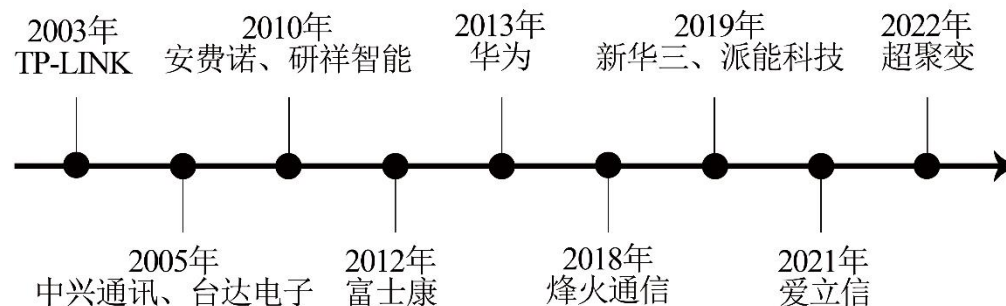 2003年
TP-LINK
2010年
安费诺、研祥智能
2013年
华为
2019年
新华三、派能科技
2022年
超聚变
2005年
中兴通讯、台达电子
2012年
富士康
2018年
烽火通信
2021年
爱立信